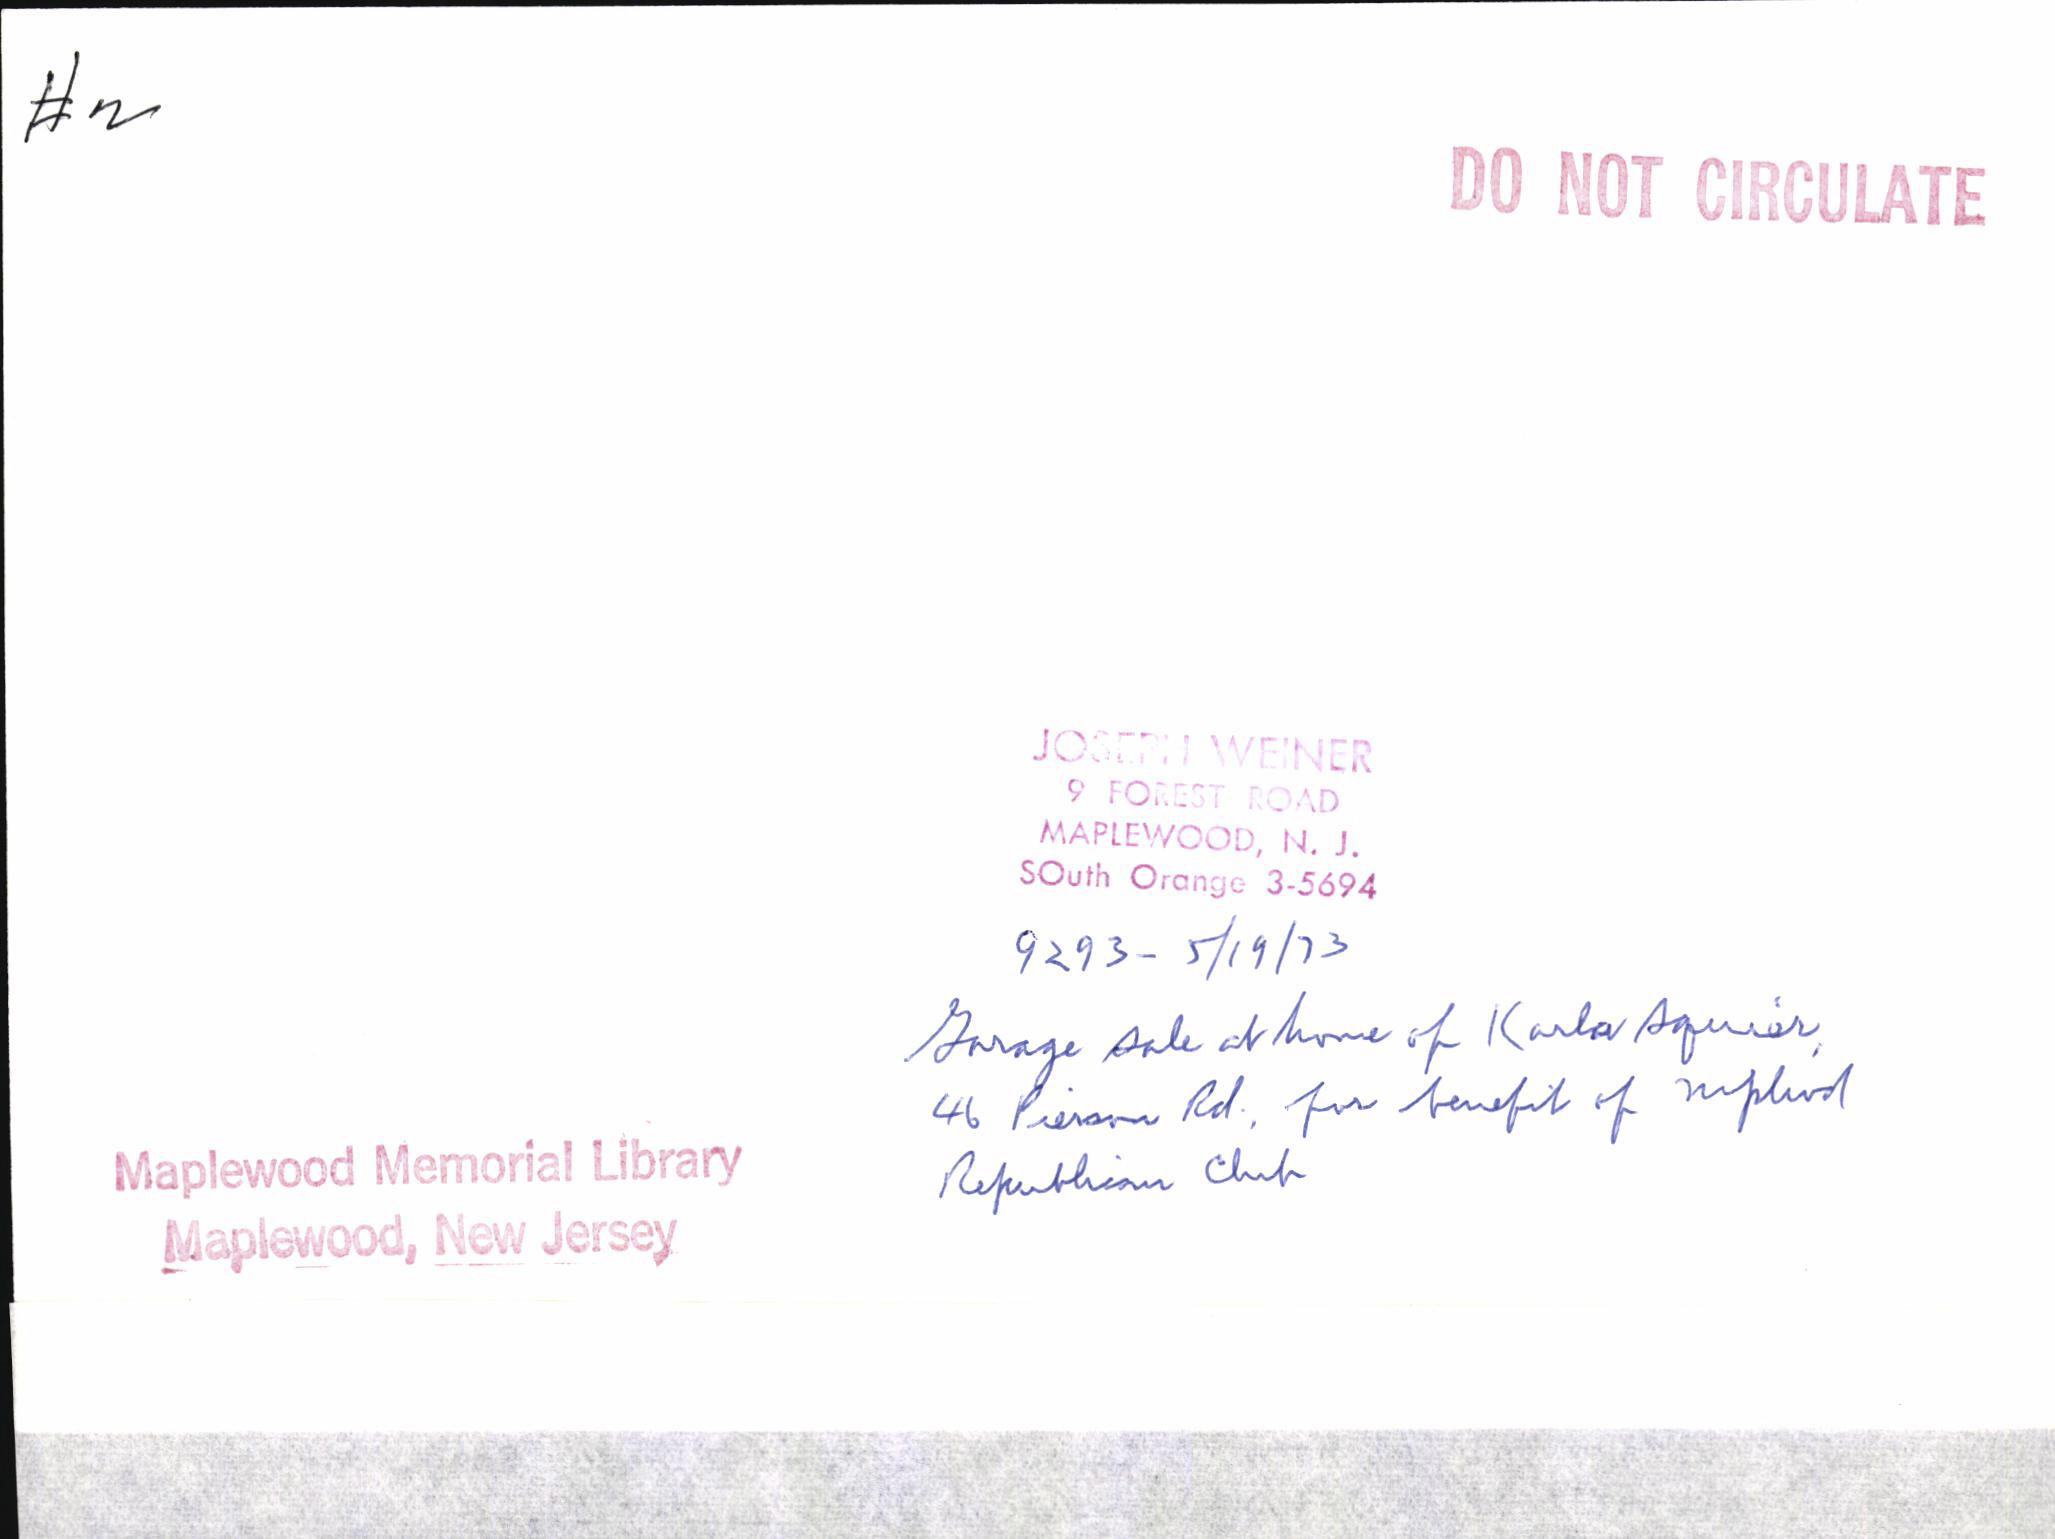 #2
DO NOT CIRCULATE
JOSEPH WEINER
9 FOREST ROAD
MAPLEWOOD, N. J.
SOuth Orange 3-5694
9293- 5/19/73
Garage sale at home of Karla Squier,
46 Pierson Rd., for benefit of Mplwd
Republican Club
Maplewood Memorial Library
Maplewood, New Jersey